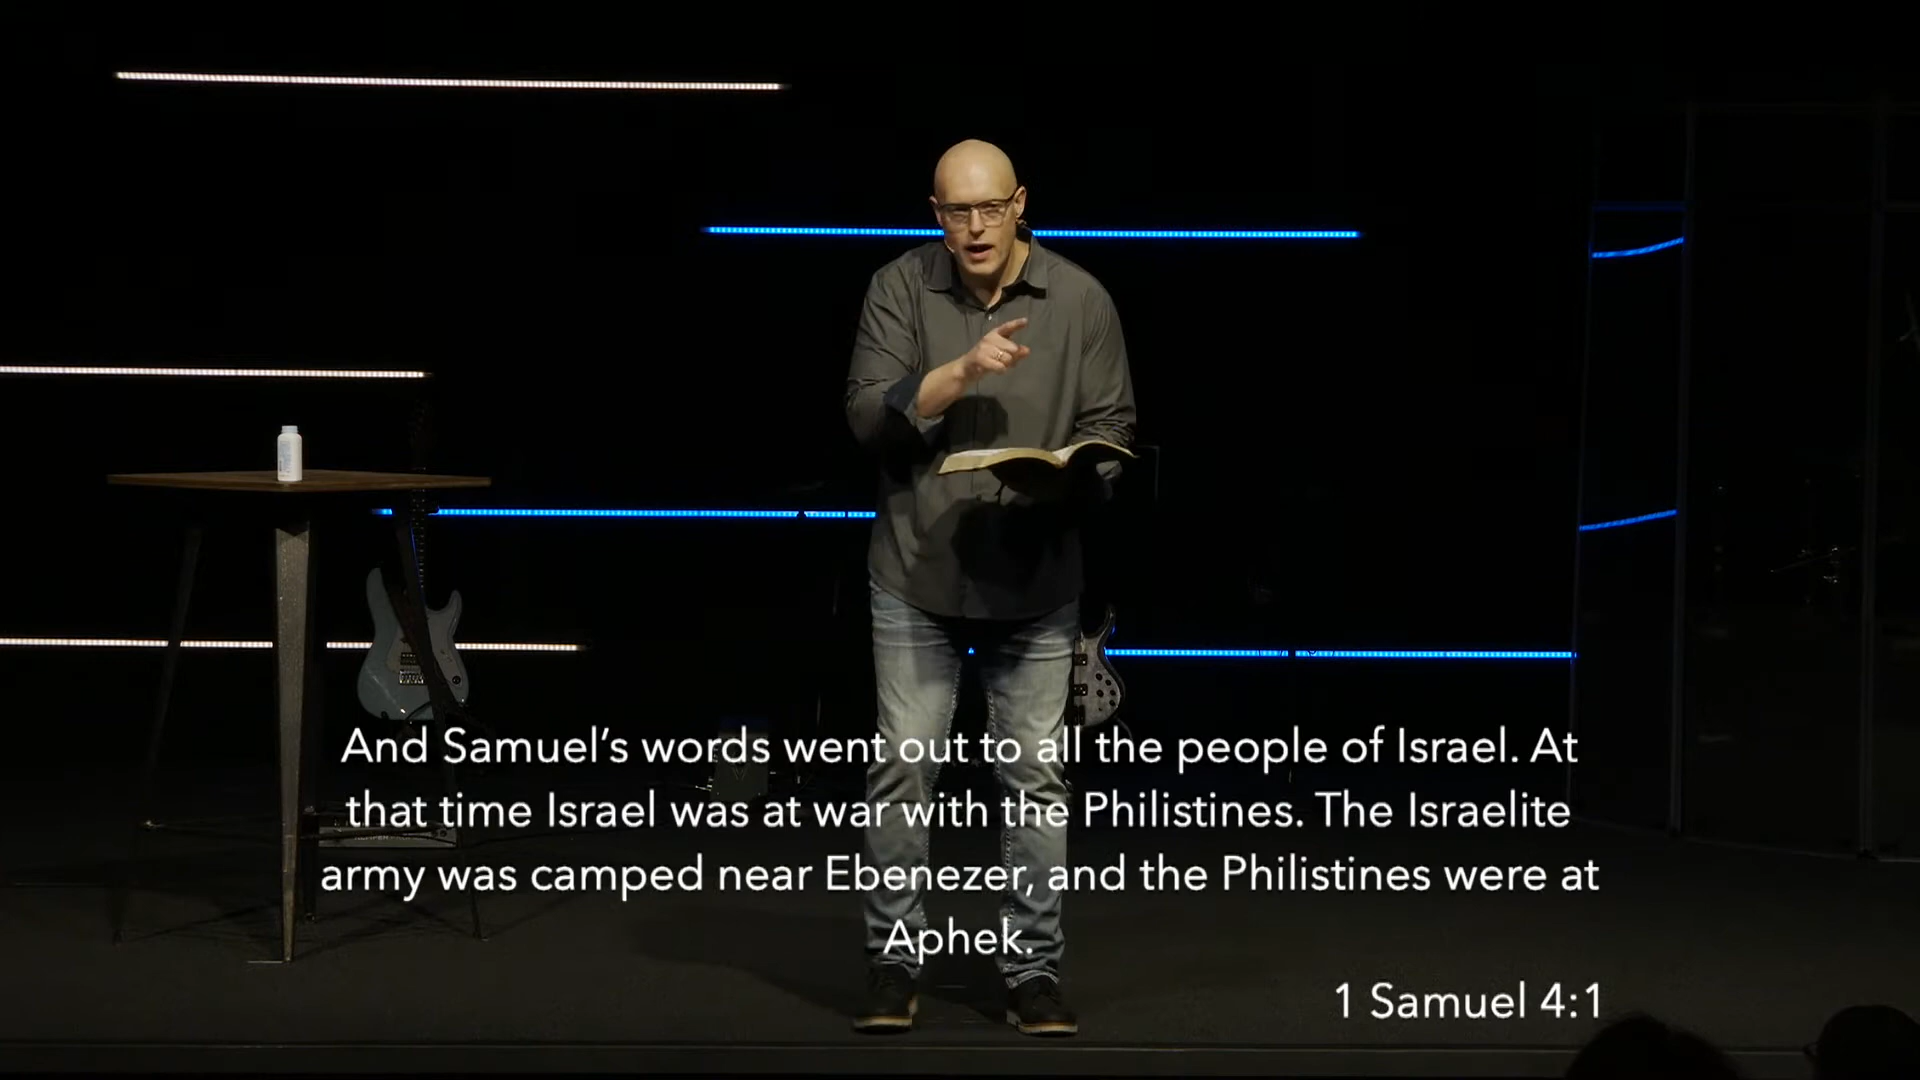 And Samuel’s words went out to all the people of Israel. At
that time Israel was at war with the Philistines. The Israelite
army was camped near Ebenezer, and the Philistines were at
Aphek.
1 Samuel 4:1